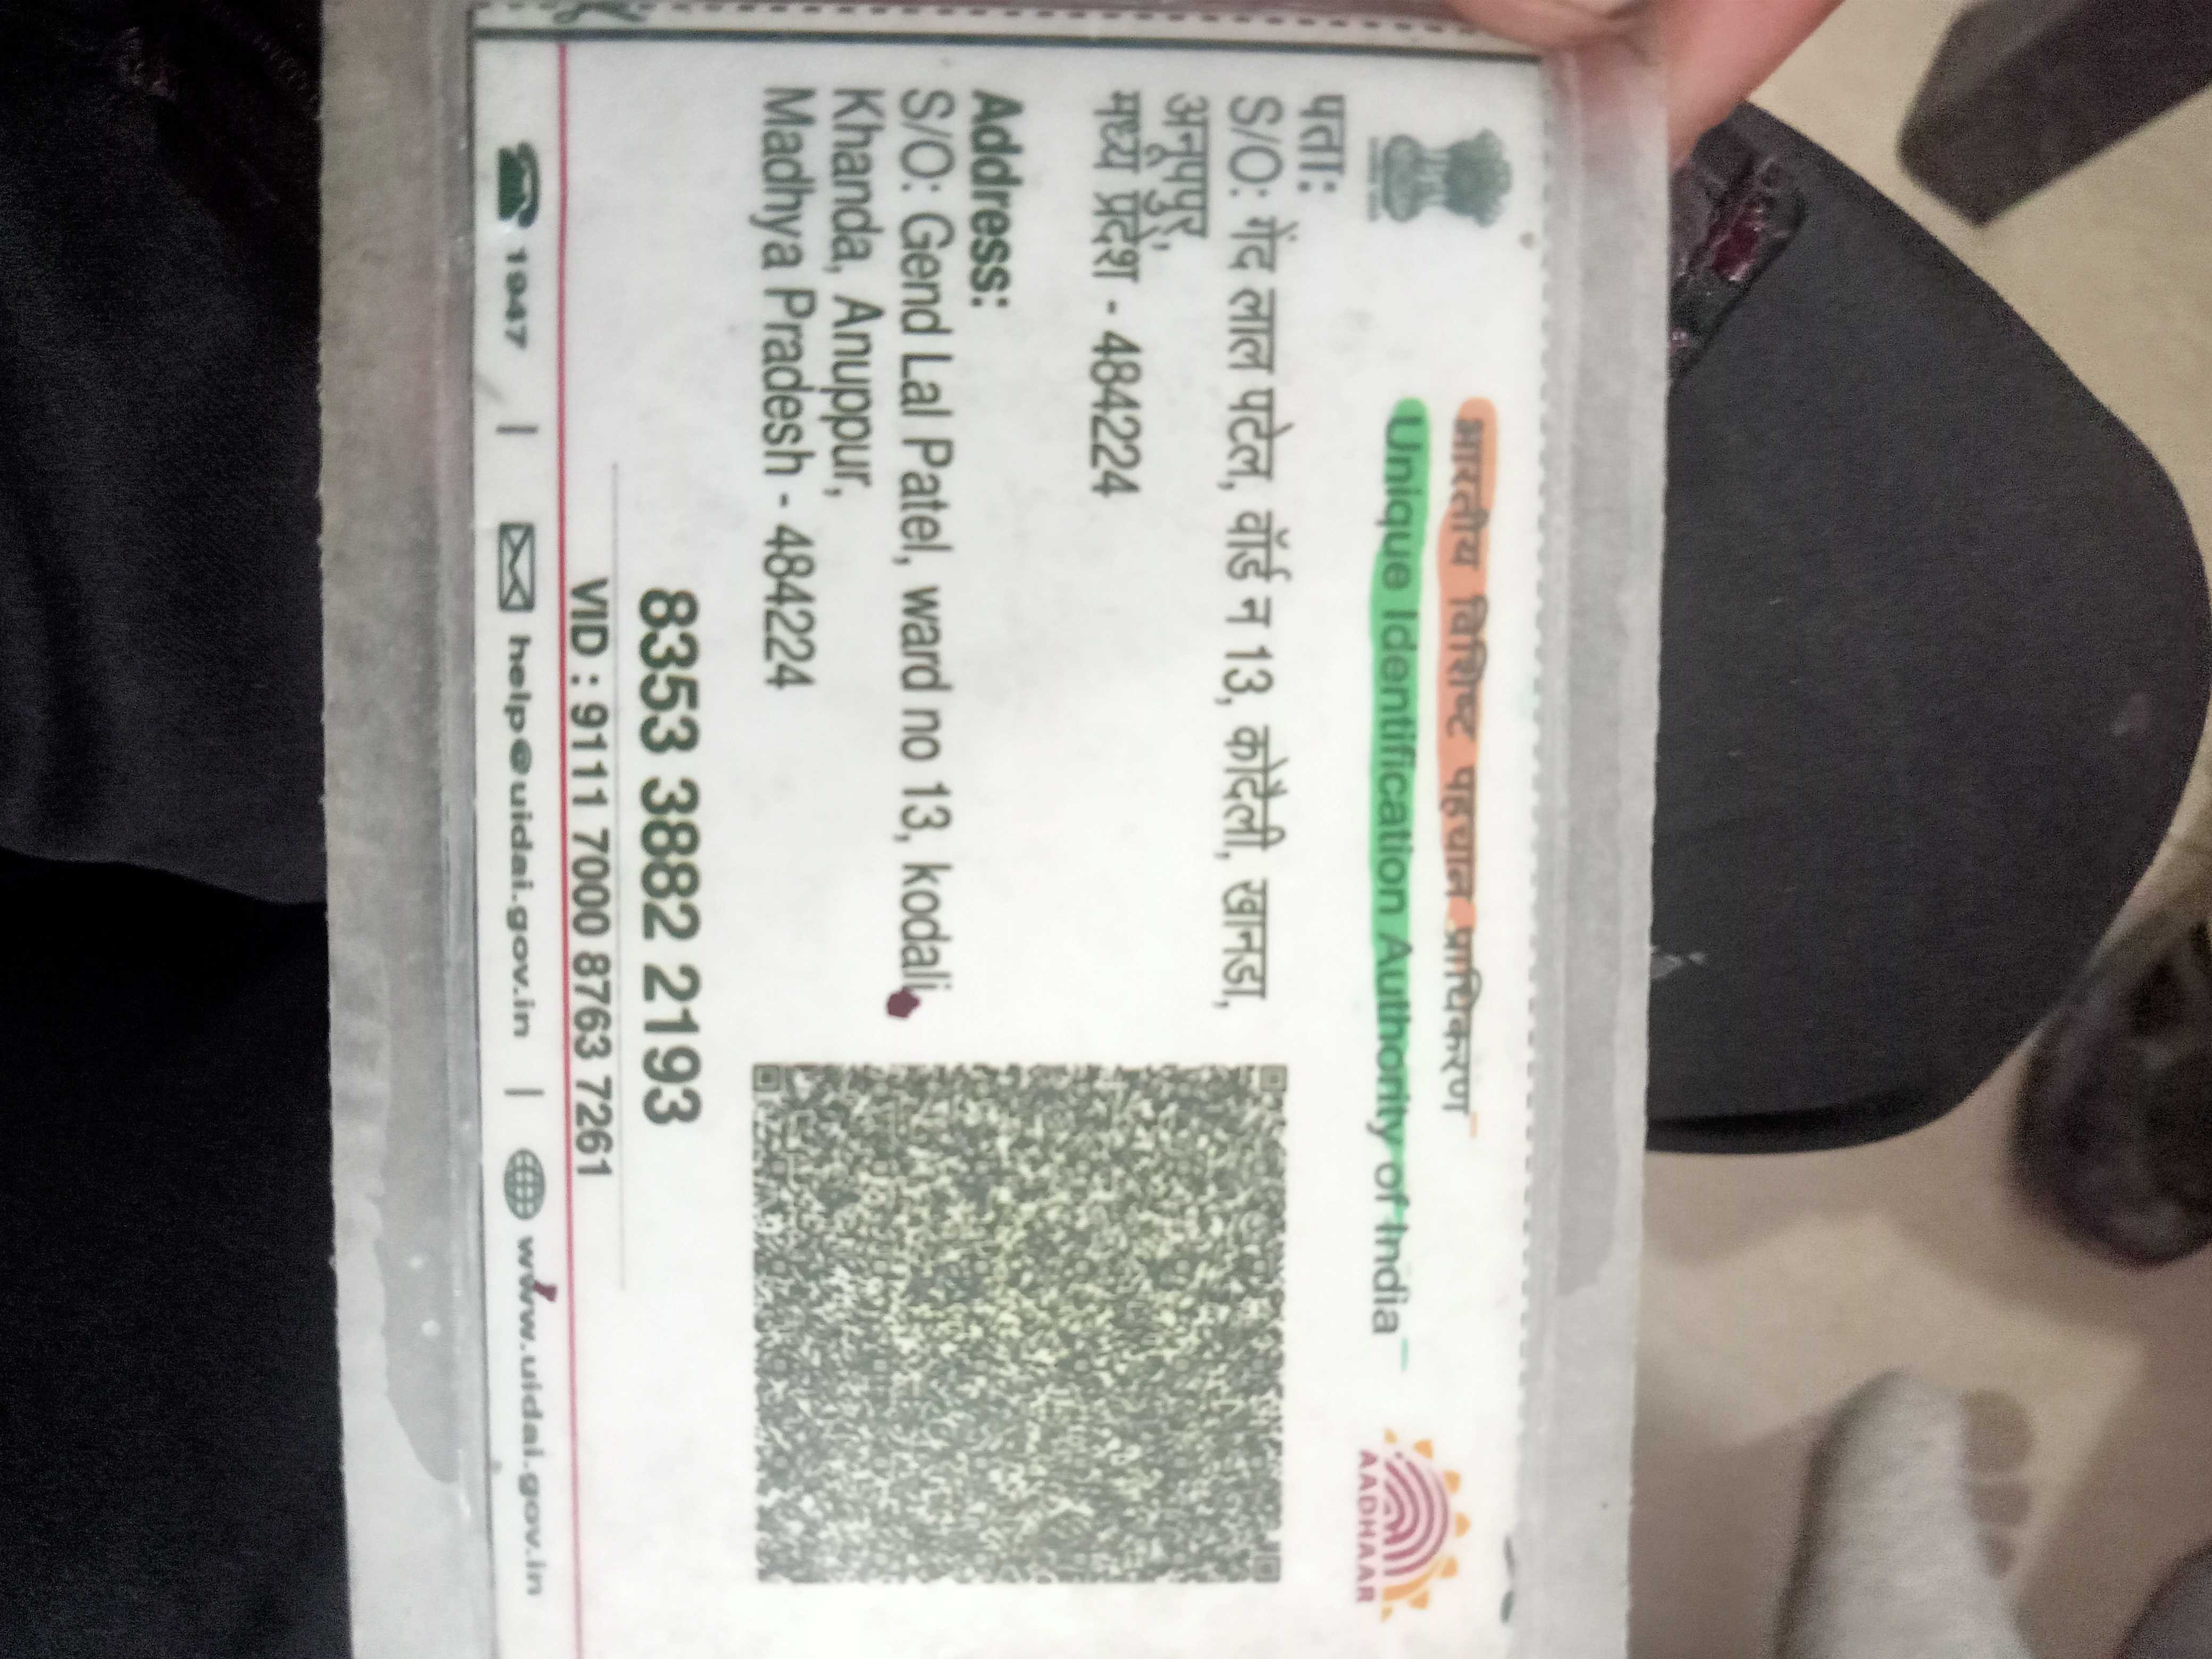 भारतीय विशिष्ट पहचान प्राधिकरण
Unique Identification Authority of India
AADHAAR
पता:
S/O: गेंद लाल पटेल, वॉर्ड न 13, कोदैली, खानडा,
अनूपपुर,
मध्य प्रदेश - 484224
Address:
S/O: Gend Lal Patel, ward no 13, kodali,
Khanda, Anuppur,
Madhya Pradesh - 484224
8353 3882 2193
VID : 9111 7000 8763 7261
1947 | help@uidai.gov.in | www.uidai.gov.in